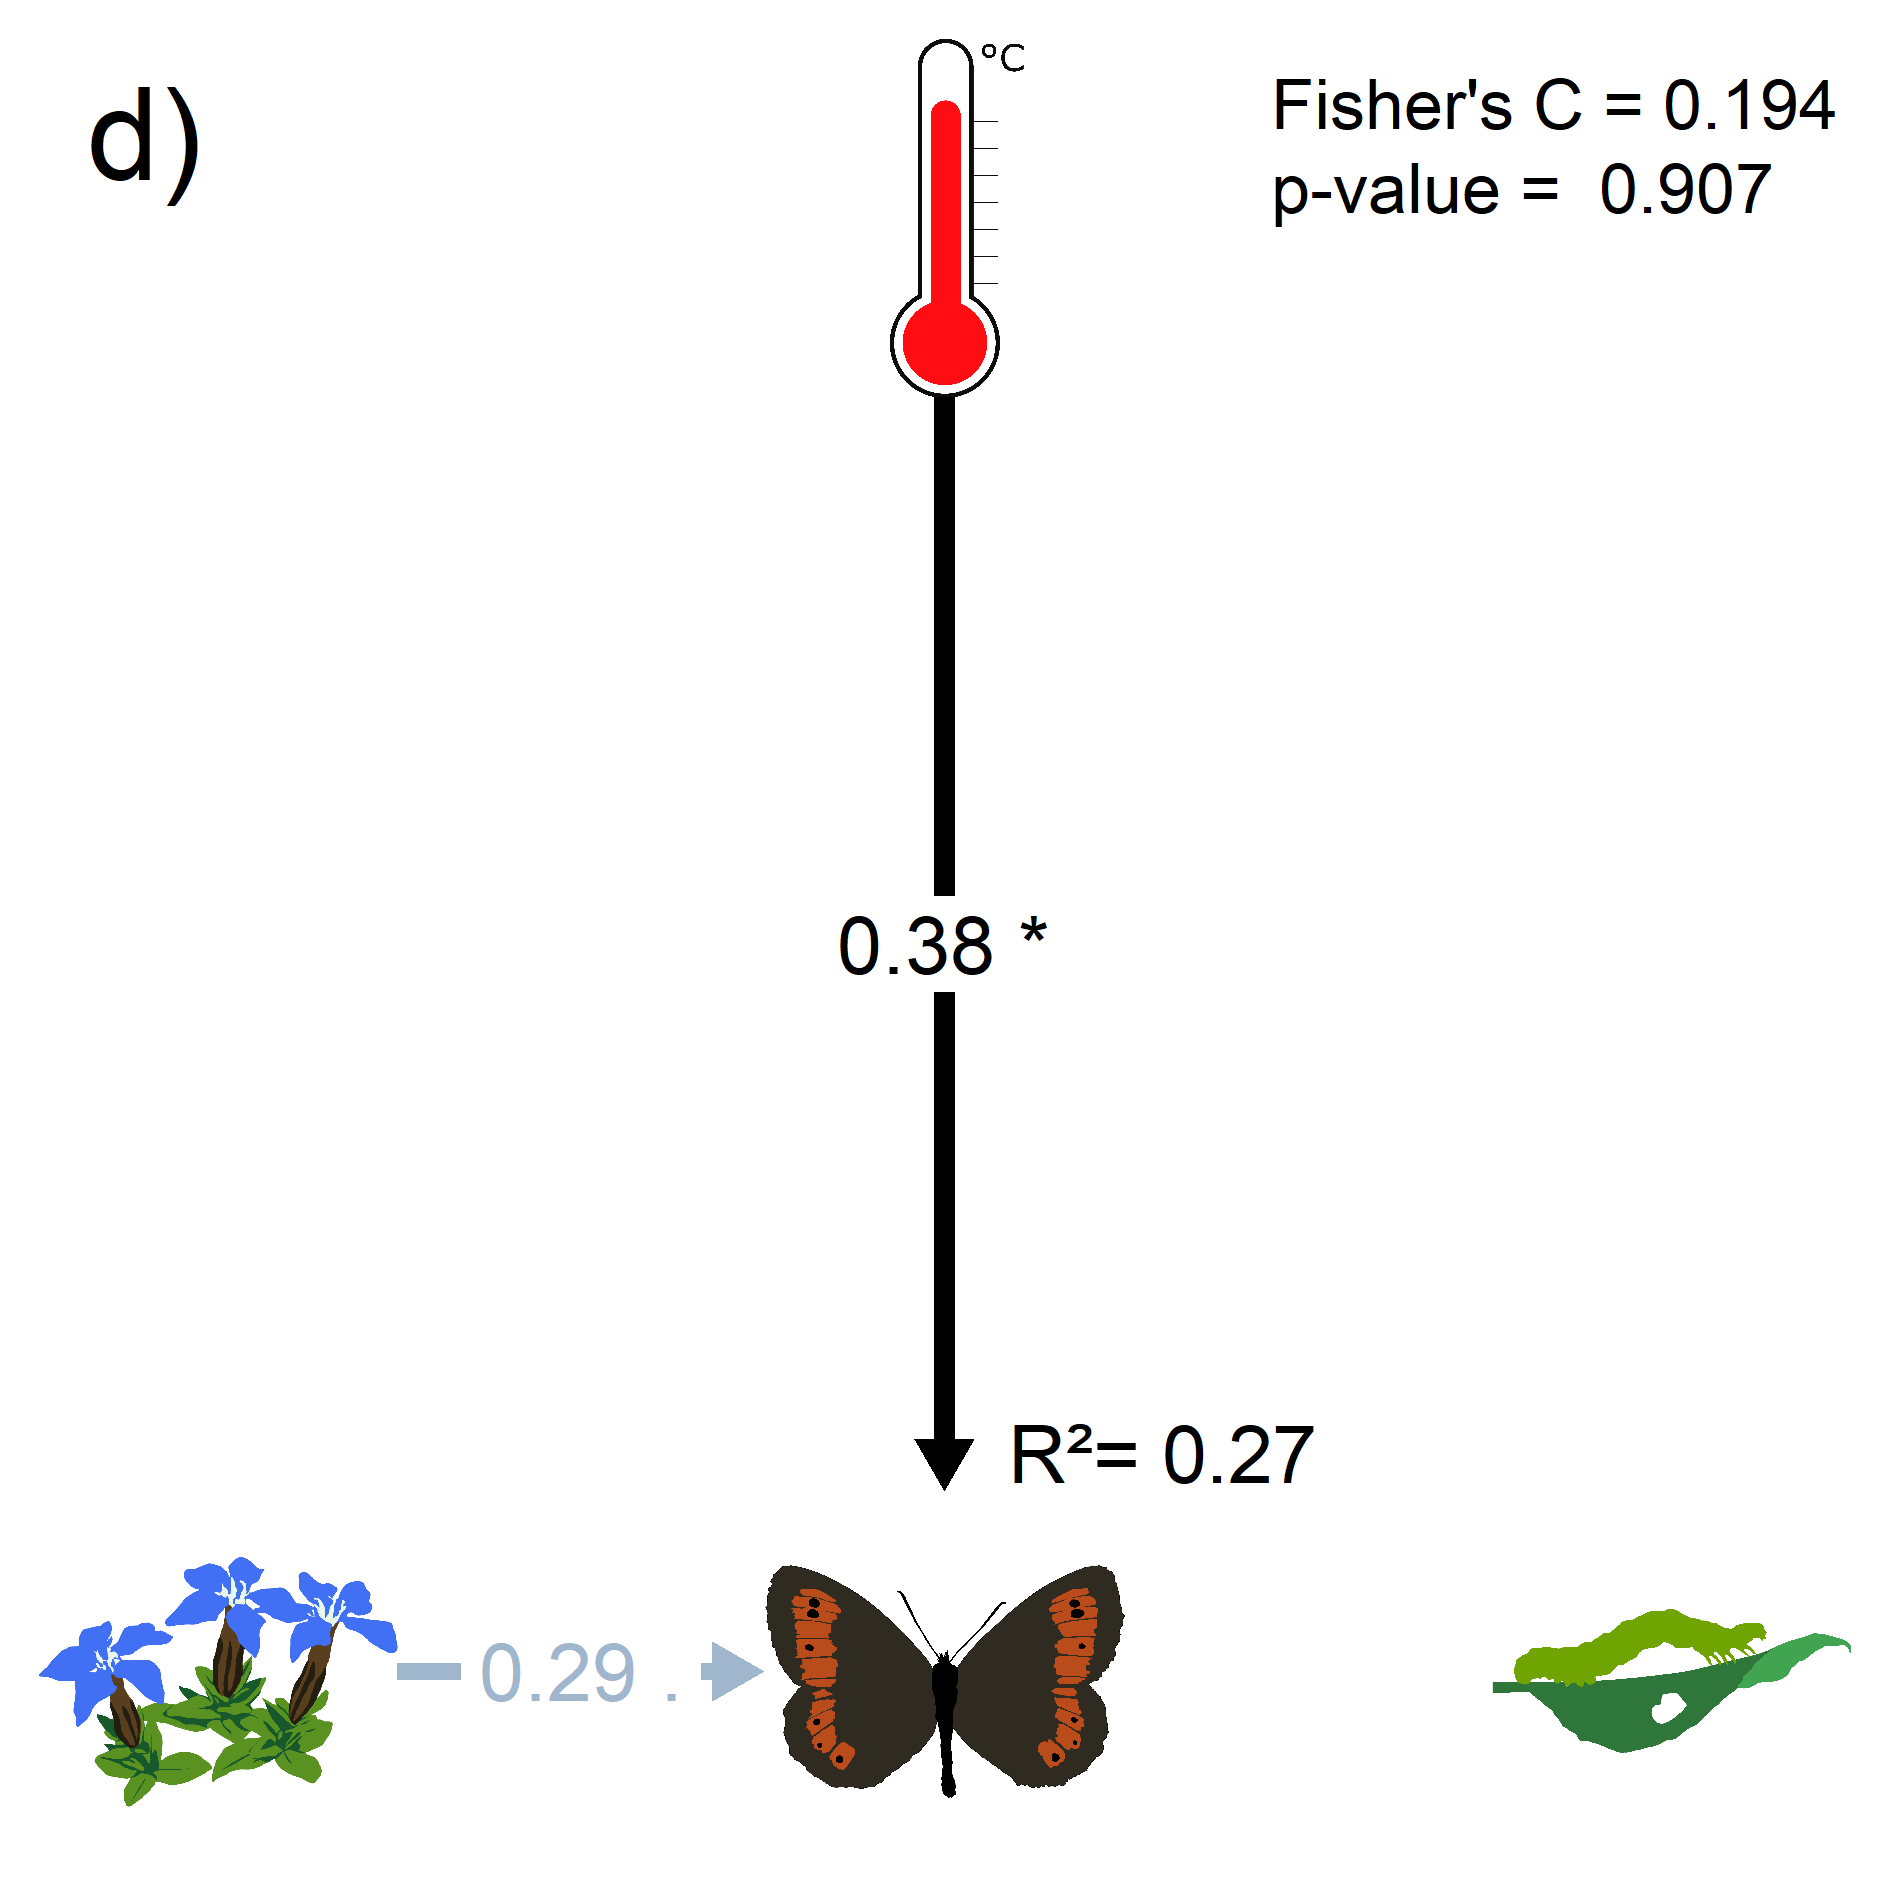 d)
°C
Fisher's C = 0.194
p-value = 0.907
0.38 *
R²= 0.27
0.29 .